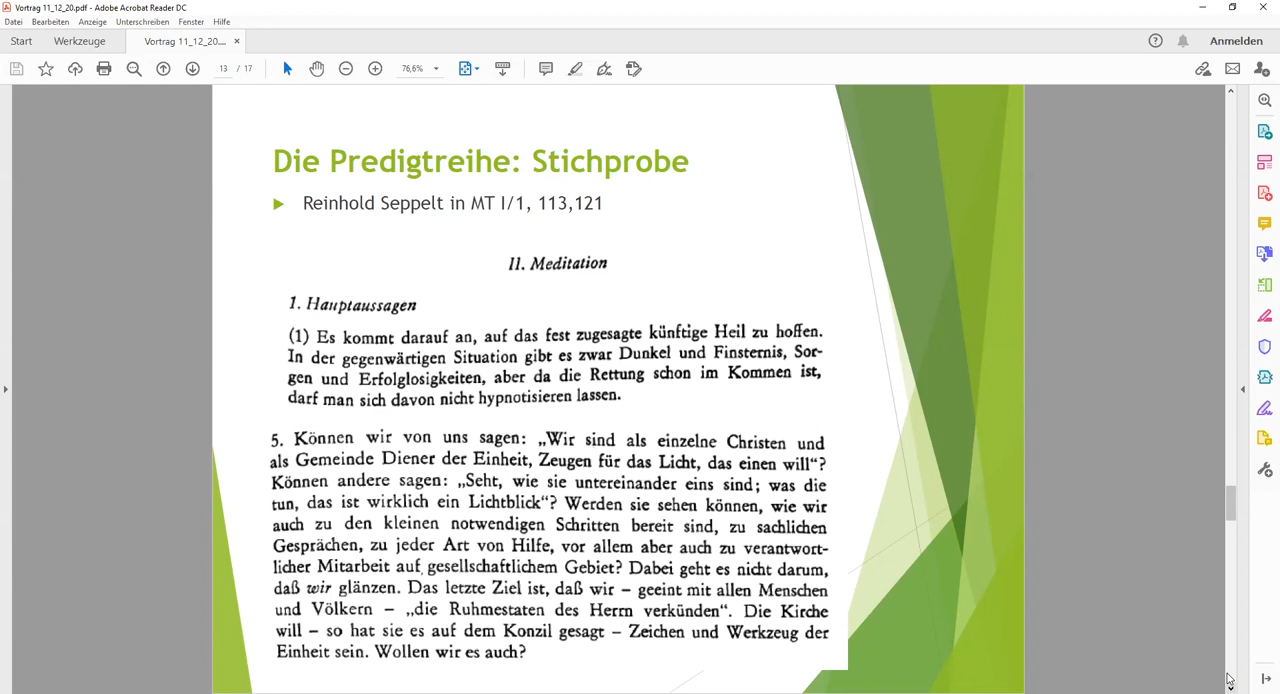 Vortrag 11_12_20.pdf - Adobe Acrobat Reader DC
Datei Bearbeiten Anzeige Unterschreiben Fenster Hilfe
Start Werkzeuge Vortrag 11_12_20.... × Anmelden
13 / 17 76,6%
Die Predigtreihe: Stichprobe
Reinhold Seppelt in MT I/1, 113,121
II. Meditation
1. Hauptaussagen
(1) Es kommt darauf an, auf das fest zugesagte künftige Heil zu hoffen.
In der gegenwärtigen Situation gibt es zwar Dunkel und Finsternis, Sor-
gen und Erfolglosigkeiten, aber da die Rettung schon im Kommen ist,
darf man sich davon nicht hypnotisieren lassen.
5. Können wir von uns sagen: „Wir sind als einzelne Christen und
als Gemeinde Diener der Einheit, Zeugen für das Licht, das einen will“?
Können andere sagen: „Seht, wie sie untereinander eins sind; was die
tun, das ist wirklich ein Lichtblick“? Werden sie sehen können, wie wir
auch zu den kleinen notwendigen Schritten bereit sind, zu sachlichen
Gesprächen, zu jeder Art von Hilfe, vor allem aber auch zu verantwort-
licher Mitarbeit auf gesellschaftlichem Gebiet? Dabei geht es nicht darum,
daß wir glänzen. Das letzte Ziel ist, daß wir – geeint mit allen Menschen
und Völkern – „die Ruhmestaten des Herrn verkünden“. Die Kirche
will – so hat sie es auf dem Konzil gesagt – Zeichen und Werkzeug der
Einheit sein. Wollen wir es auch?